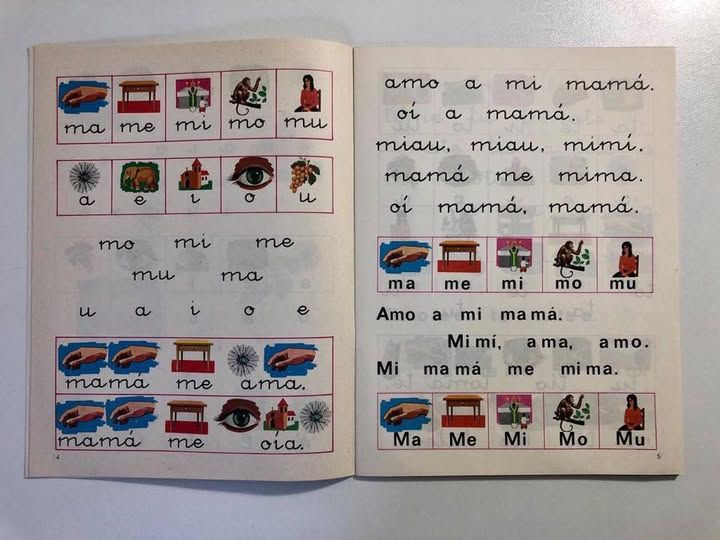 ma me mi mo mu
a e i o u
mo mi me
mu ma
u a i o e
mamá me ama.
mamá me oía.
4
amo a mi mamá.
oí a mamá.
miau, miau, mimí.
mamá me mima.
oí mamá, mamá.
ma me mi mo mu
Amo a mi mamá.
Mimí, ama, amo.
Mi mamá me mima.
Ma Me Mi Mo Mu
5